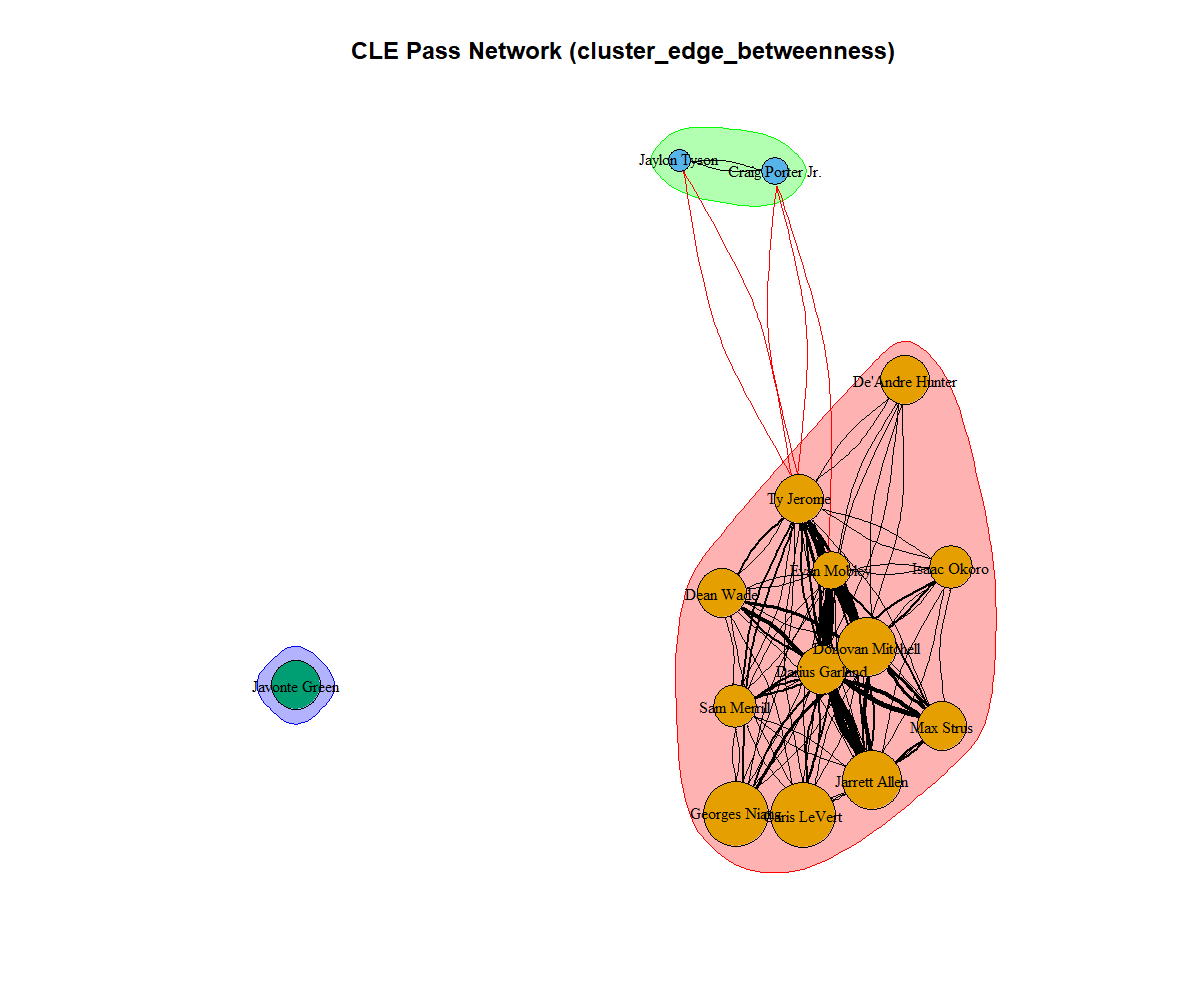 CLE Pass Network (cluster_edge_betweenness)
Jaylon Tyson
Craig Porter Jr.
De'Andre Hunter
Ty Jerome
Evan Mobley
Isaac Okoro
Dean Wade
Donovan Mitchell
Darius Garland
Javonte Green
Sam Merrill
Max Strus
Jarrett Allen
Georges Niang
Caris LeVert